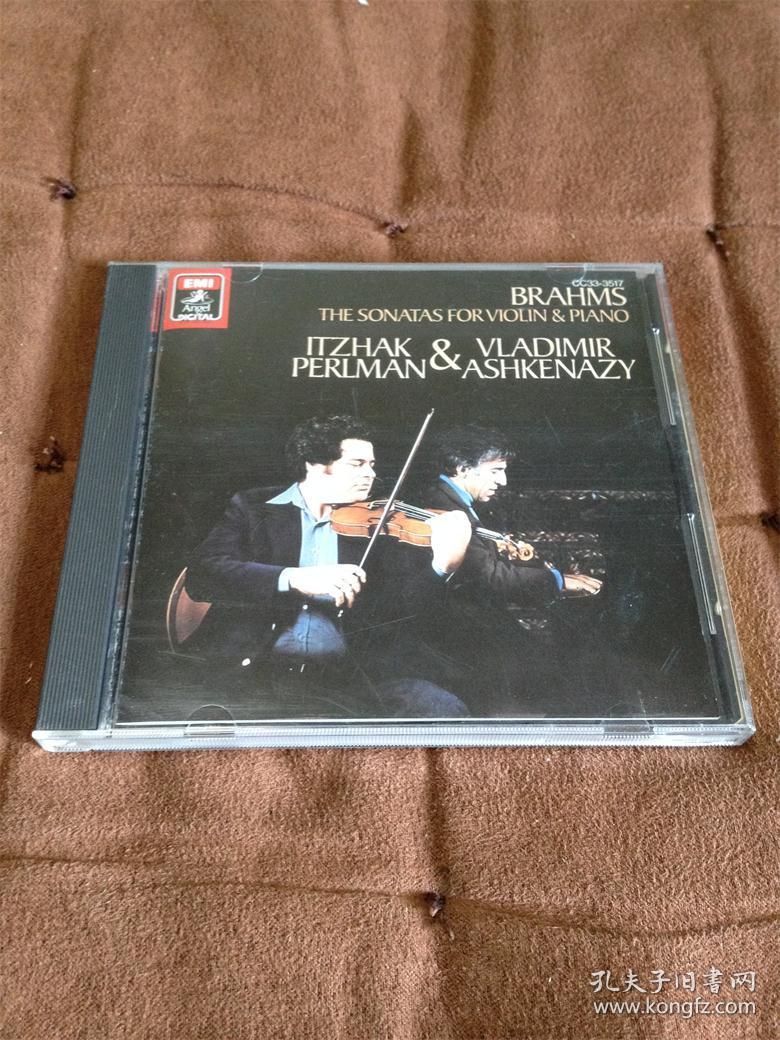 EMI
Angel
DIGITAL
CC33-3517
BRAHMS
THE SONATAS FOR VIOLIN & PIANO
ITZHAK PERLMAN & VLADIMIR ASHKENAZY
孔夫子旧书网
www.kongfz.com